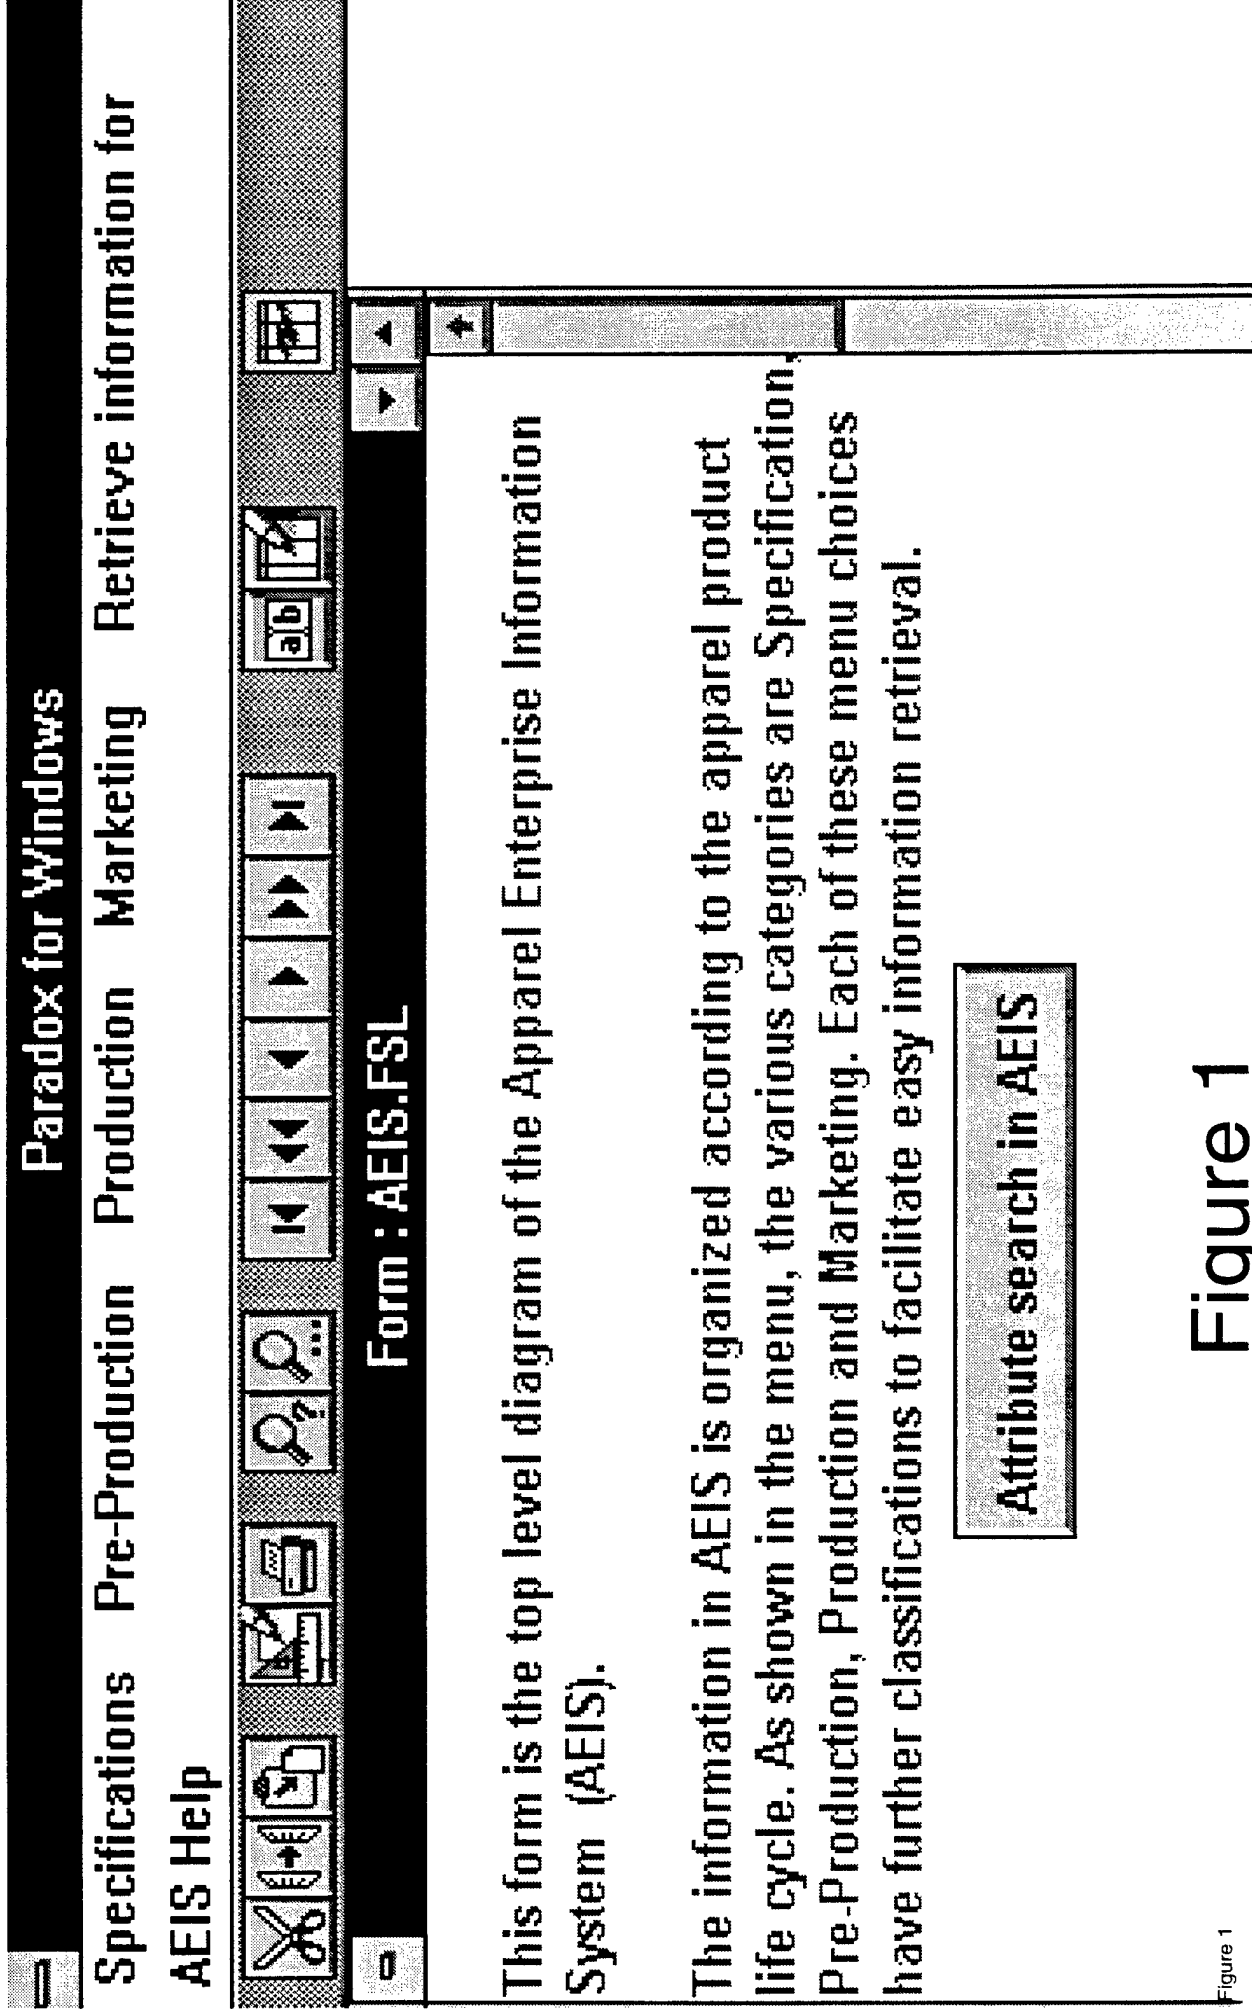 Paradox for Windows
Specifications Pre-Production Production Marketing Retrieve information for
AEIS Help
a b
Form : AEIS.FSL
This form is the top level diagram of the Apparel Enterprise Information
System (AEIS).
The information in AEIS is organized according to the apparel product
life cycle. As shown in the menu, the various categories are Specification,
Pre-Production, Production and Marketing. Each of these menu choices
have further classifications to facilitate easy information retrieval.
Attribute search in AEIS
Figure 1
Figure 1